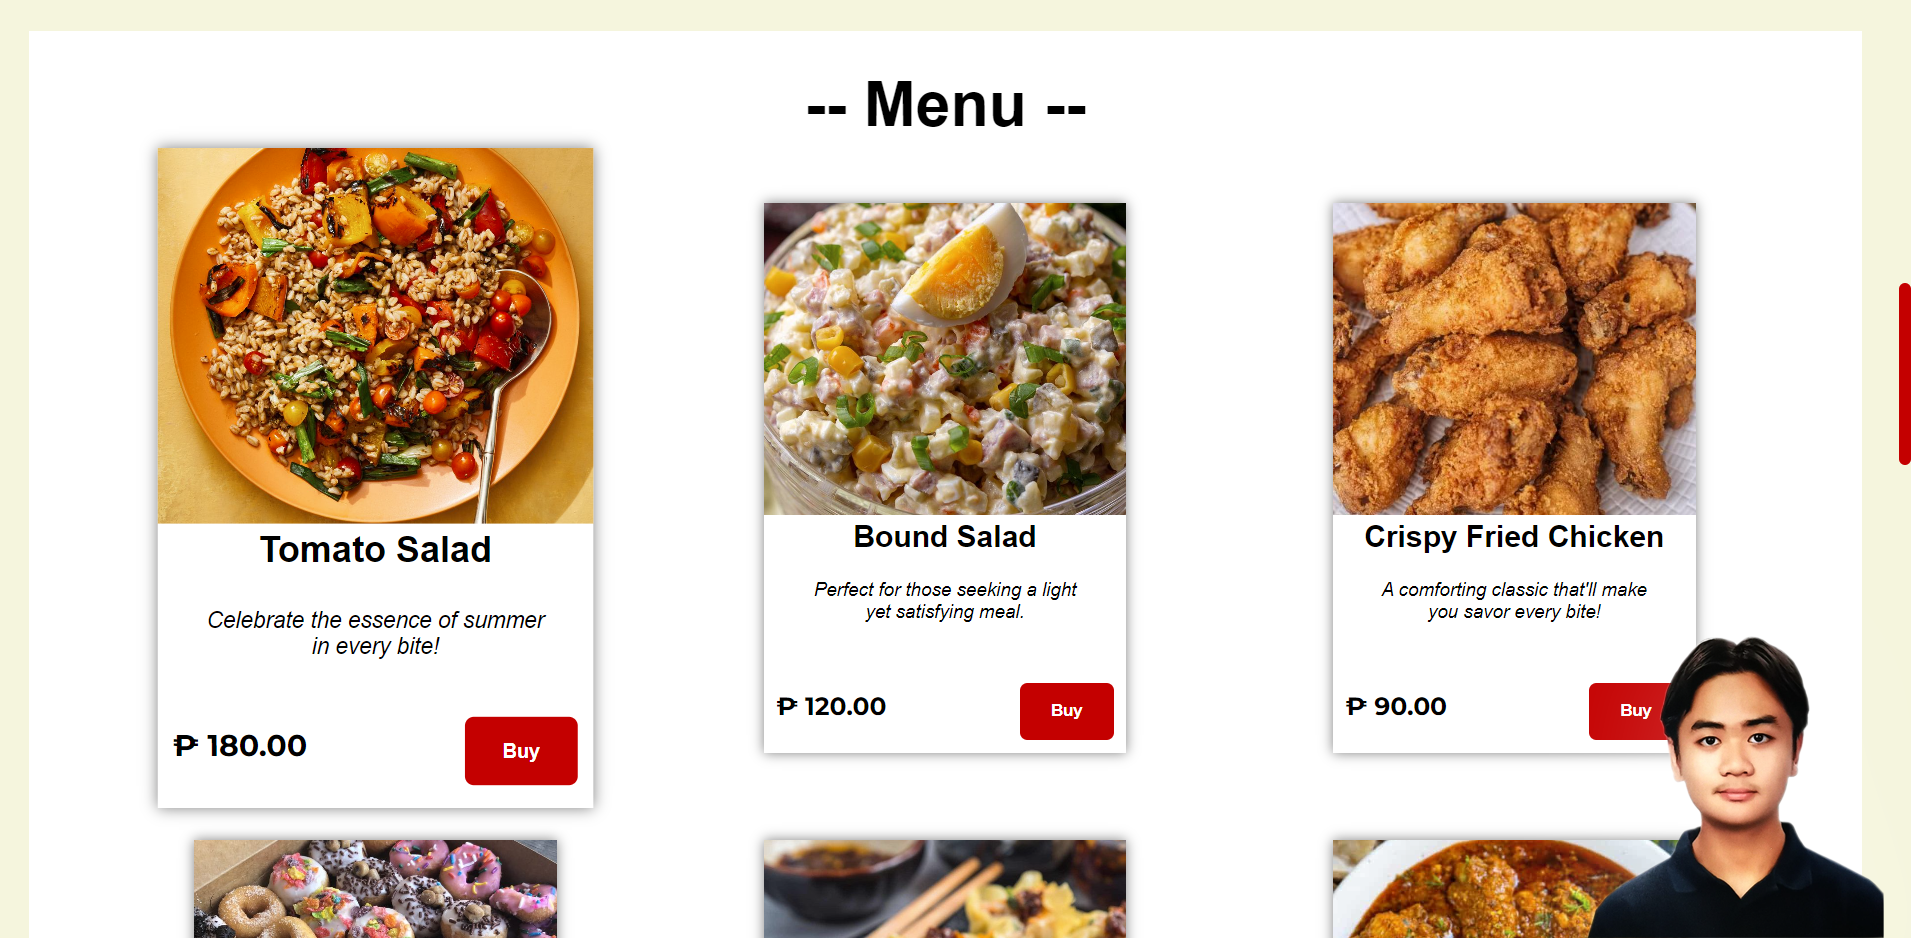 -- Menu --
Tomato Salad
Celebrate the essence of summer
in every bite!
₱ 180.00
Buy
Bound Salad
Perfect for those seeking a light
yet satisfying meal.
₱ 120.00
Buy
Crispy Fried Chicken
A comforting classic that'll make
you savor every bite!
₱ 90.00
Buy